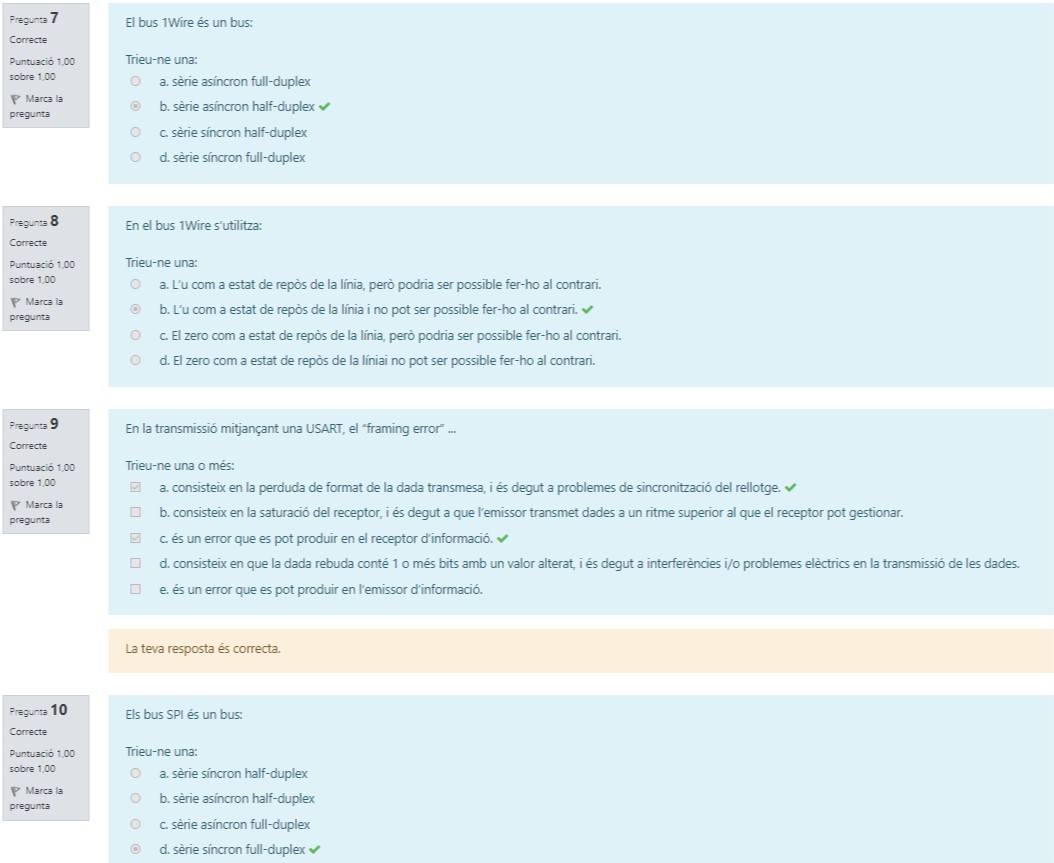 Pregunta 7
Correcte
Puntuació 1,00
sobre 1,00
Marca la
pregunta
El bus 1Wire és un bus:
Trieu-ne una:
a. sèrie asíncron full-duplex
b. sèrie asíncron half-duplex
c. sèrie síncron half-duplex
d. sèrie síncron full-duplex
Pregunta 8
Correcte
Puntuació 1,00
sobre 1,00
Marca la
pregunta
En el bus 1Wire s'utilitza:
Trieu-ne una:
a. L'u com a estat de repòs de la línia, però podria ser possible fer-ho al contrari.
b. L'u com a estat de repòs de la línia i no pot ser possible fer-ho al contrari.
c. El zero com a estat de repòs de la línia, però podria ser possible fer-ho al contrari.
d. El zero com a estat de repòs de la líniai no pot ser possible fer-ho al contrari.
Pregunta 9
Correcte
Puntuació 1,00
sobre 1,00
Marca la
pregunta
En la transmissió mitjançant una USART, el "framing error" ...
Trieu-ne una o més:
a. consisteix en la perduda de format de la dada transmesa, i és degut a problemes de sincronització del rellotge.
b. consisteix en la saturació del receptor, i és degut a que l'emissor transmet dades a un ritme superior al que el receptor pot gestionar.
c. és un error que es pot produir en el receptor d'informació.
d. consisteix en que la dada rebuda conté 1 o més bits amb un valor alterat, i és degut a interferències i/o problemes elèctrics en la transmissió de les dades.
e. és un error que es pot produir en l'emissor d'informació.
La teva resposta és correcta.
Pregunta 10
Correcte
Puntuació 1,00
sobre 1,00
Marca la
pregunta
Els bus SPI és un bus:
Trieu-ne una:
a. sèrie síncron half-duplex
b. sèrie asíncron half-duplex
c. sèrie asíncron full-duplex
d. sèrie síncron full-duplex